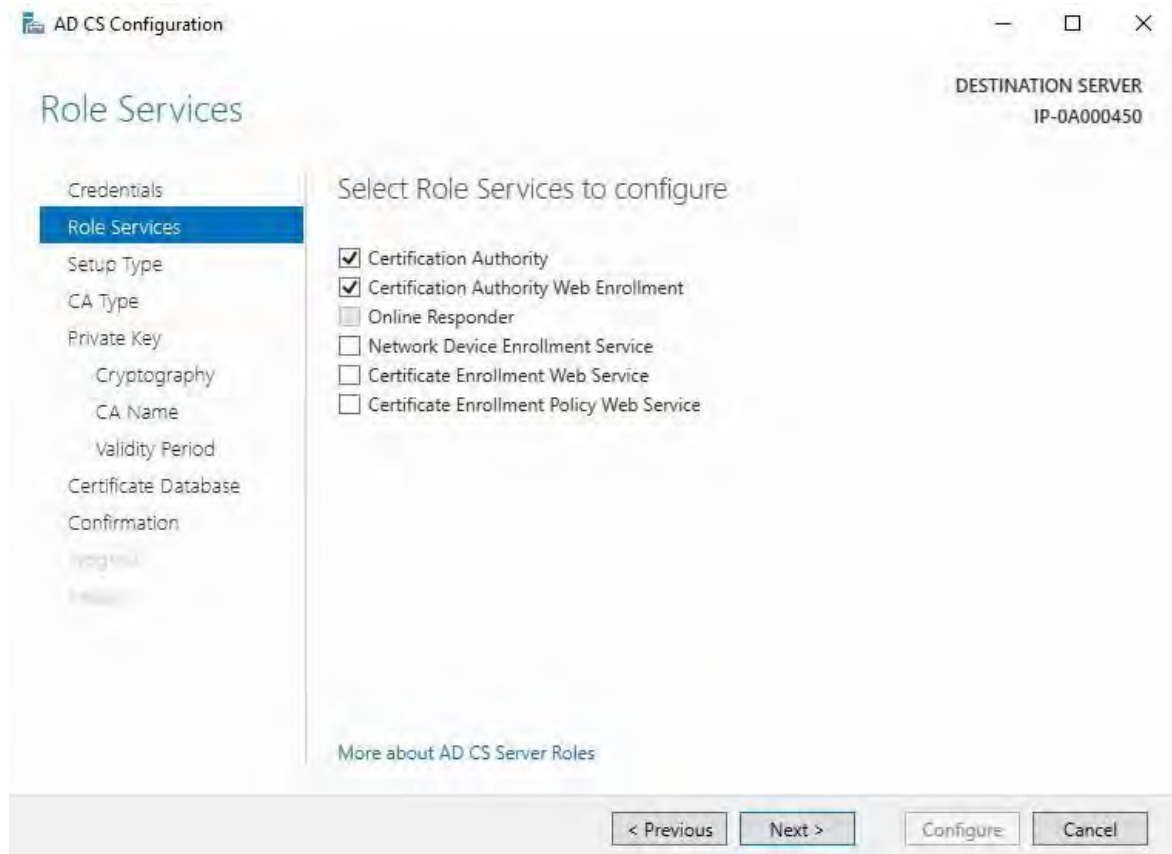 AD CS Configuration
Role Services
DESTINATION SERVER
IP-0A000450
Credentials
Role Services
Setup Type
CA Type
Private Key
Cryptography
CA Name
Validity Period
Certificate Database
Confirmation
Select Role Services to configure
Certification Authority
Certification Authority Web Enrollment
Online Responder
Network Device Enrollment Service
Certificate Enrollment Web Service
Certificate Enrollment Policy Web Service
More about AD CS Server Roles
< Previous
Next >
Configure
Cancel